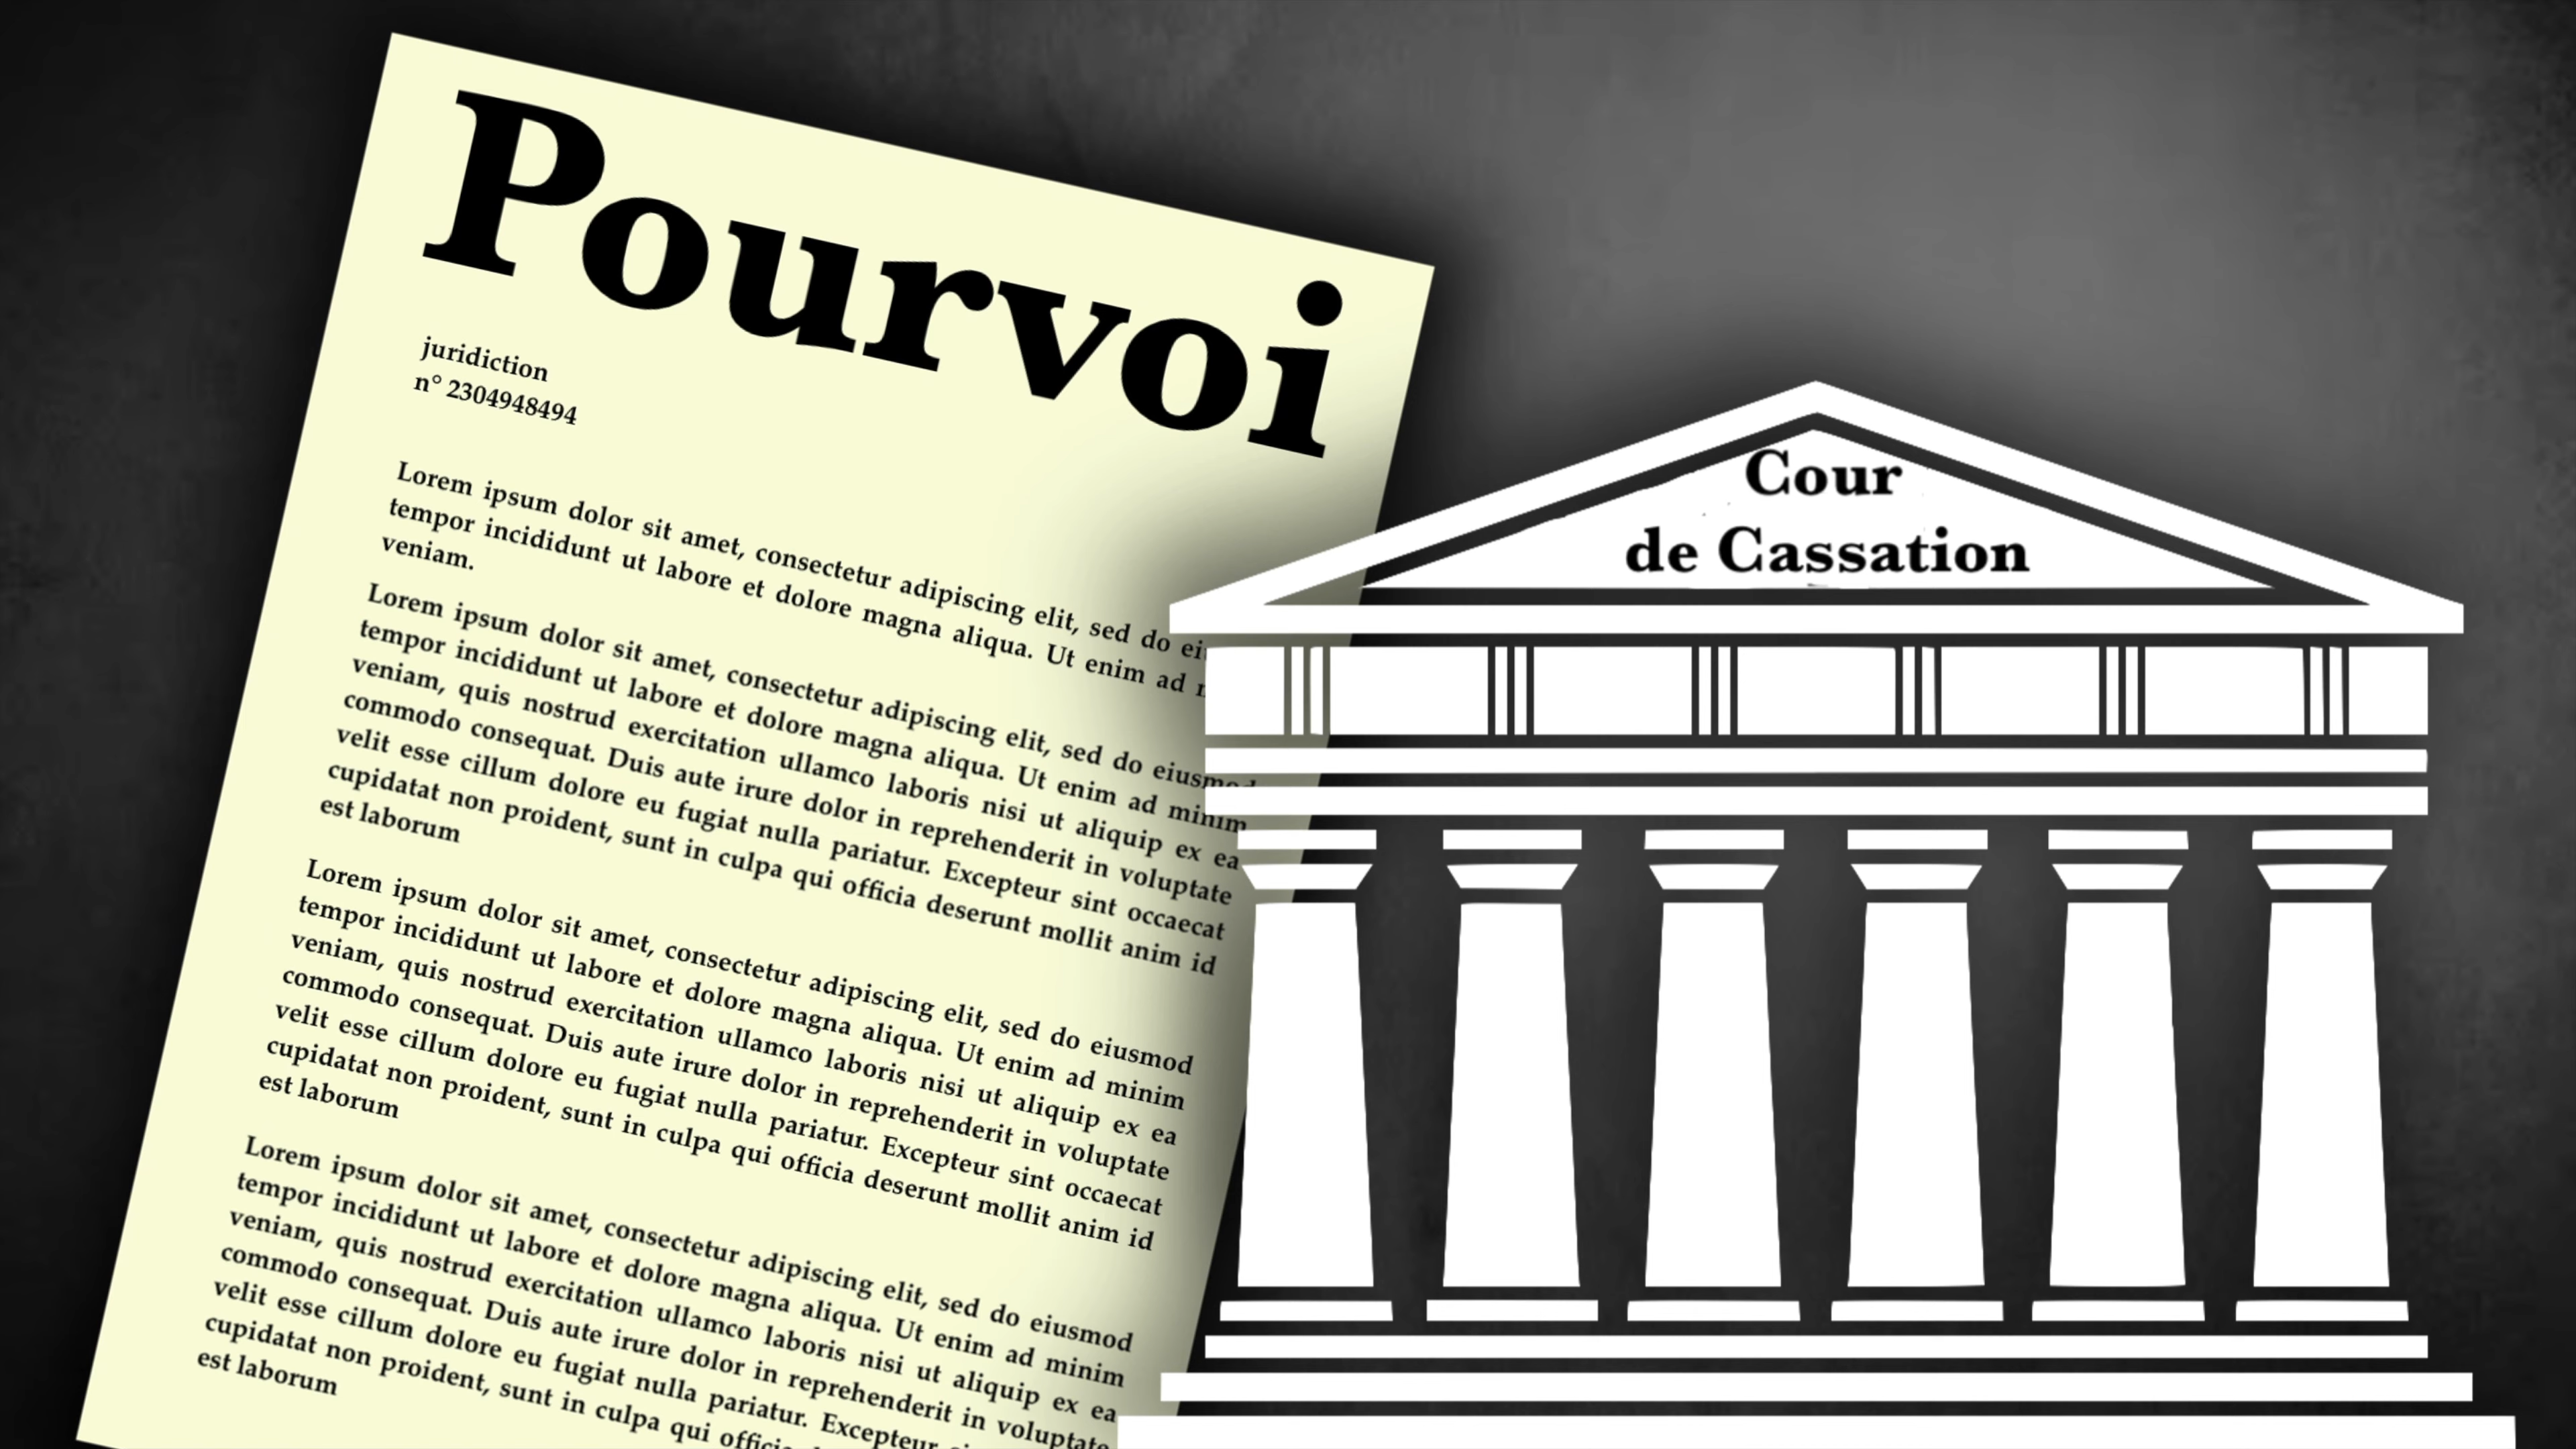 Pourvoi
juridiction
n° 2304948494
Lorem ipsum dolor sit amet, consectetur adipiscing elit, sed do
tempor incididunt ut labore et dolore magna aliqua. Ut enim ad
veniam.
Lorem ipsum dolor sit amet, consectetur adipiscing elit, sed do eiusmod
tempor incididunt ut labore et dolore magna aliqua. Ut enim ad minim
veniam, quis nostrud exercitation ullamco laboris nisi ut aliquip ex ea
commodo consequat. Duis aute irure dolor in reprehenderit in voluptate
velit esse cillum dolore eu fugiat nulla pariatur. Excepteur sint occaecat
cupidatat non proident, sunt in culpa qui officia deserunt mollit anim id
est laborum
Lorem ipsum dolor sit amet, consectetur adipiscing elit, sed do eiusmod
tempor incididunt ut labore et dolore magna aliqua. Ut enim ad minim
veniam, quis nostrud exercitation ullamco laboris nisi ut aliquip ex ea
commodo consequat. Duis aute irure dolor in reprehenderit in voluptate
velit esse cillum dolore eu fugiat nulla pariatur. Excepteur sint occaecat
cupidatat non proident, sunt in culpa qui officia deserunt mollit anim id
est laborum
Lorem ipsum dolor sit amet, consectetur adipiscing elit, sed do eiusmod
tempor incididunt ut labore et dolore magna aliqua. Ut enim ad minim
veniam, quis nostrud exercitation ullamco laboris nisi ut aliquip ex ea
commodo consequat. Duis aute irure dolor in reprehenderit in voluptate
velit esse cillum dolore eu fugiat nulla pariatur. Excepteur
cupidatat non proident, sunt in culpa qui
est laborum
Cour
de Cassation